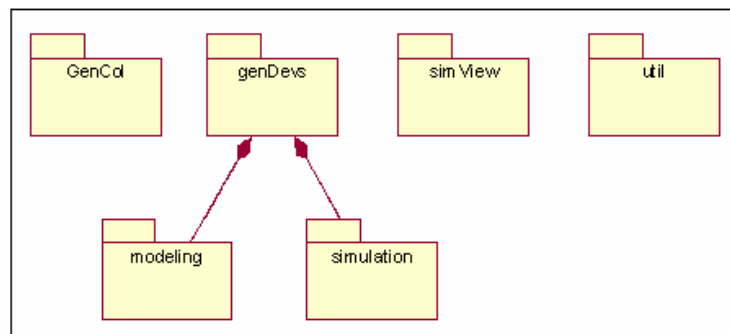 GenCol
genDevs
simView
util
modeling
simulation